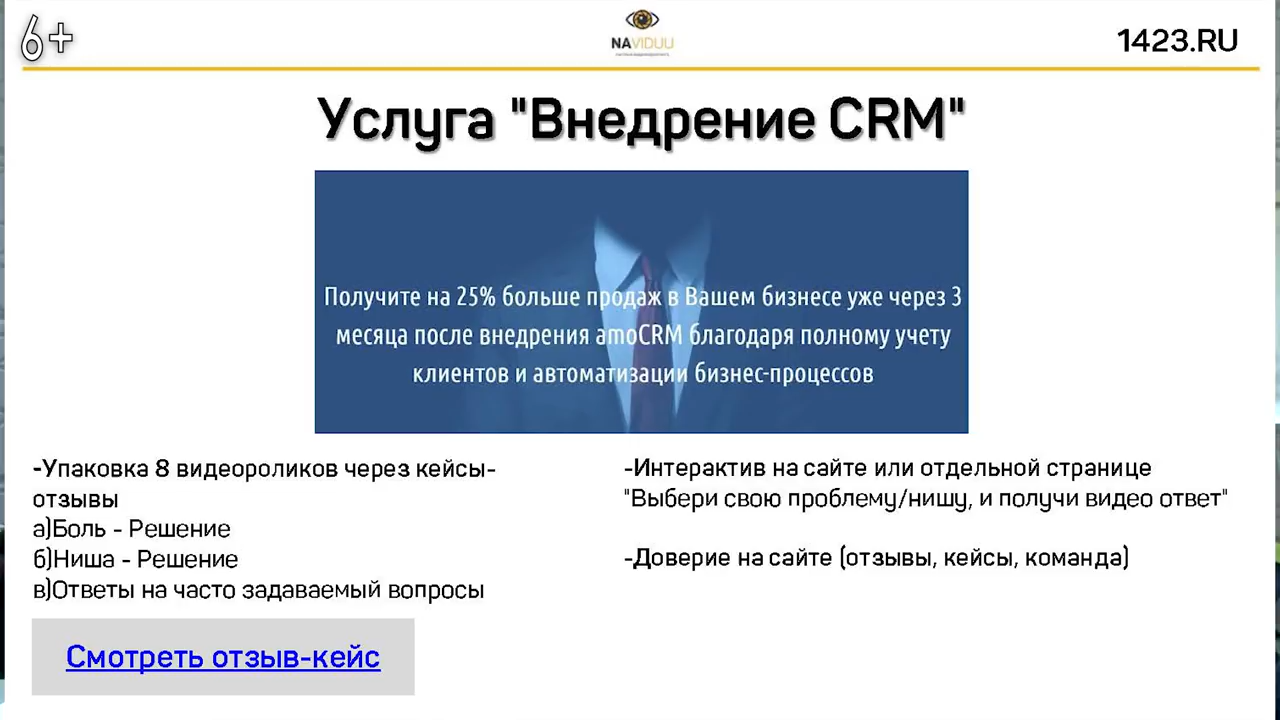 6+
NAVIDUU
1423.RU
Услуга "Внедрение CRM"
Получите на 25% больше продаж в Вашем бизнесе уже через 3
месяца после внедрения amoCRM благодаря полному учету
клиентов и автоматизации бизнес-процессов
-Упаковка 8 видеороликов через кейсы-
отзывы
а)Боль - Решение
б)Ниша - Решение
в)Ответы на часто задаваемый вопросы
-Интерактив на сайте или отдельной странице
"Выбери свою проблему/нишу, и получи видео ответ"
-Доверие на сайте (отзывы, кейсы, команда)
Смотреть отзыв-кейс